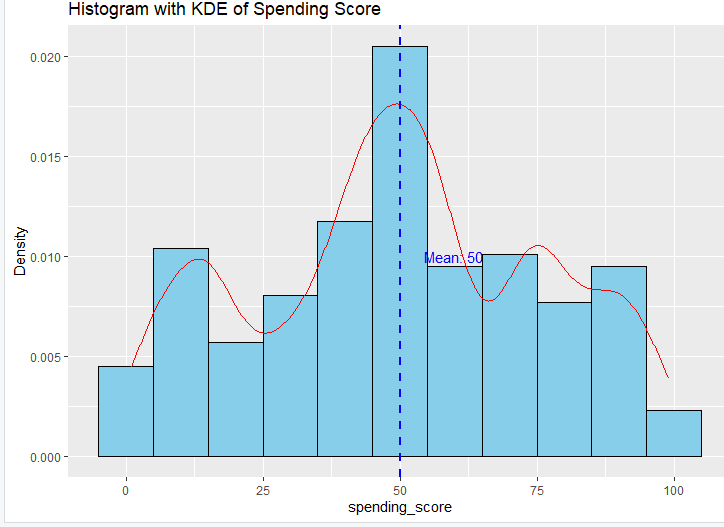 Histogram with KDE of Spending Score
0.020
0.015
0.010
0.005
0.000
Density
Mean: 50
0 25 50 75 100
spending_score